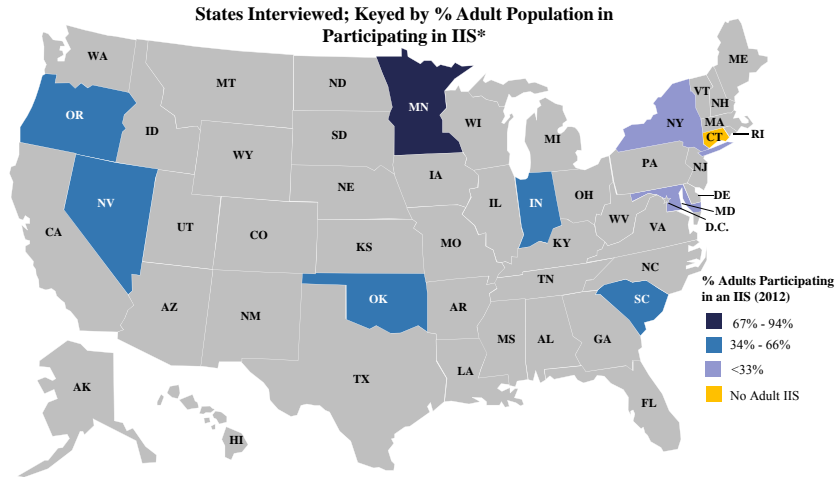 States Interviewed; Keyed by % Adult Population in
Participating in IIS*
WA
MT
ND
MN
ME
VT
NH
OR
ID
SD
WI
NY
MA
CT
RI
WY
MI
IA
PA
NJ
NE
NV
IL
IN
OH
DE
MD
D.C.
UT
CO
WV
VA
CA
KS
MO
KY
NC
TN
AZ
NM
OK
AR
SC
MS
AL
GA
TX
LA
FL
AK
HI
% Adults Participating
in an IIS (2012)
67% - 94%
34% - 66%
<33%
No Adult IIS